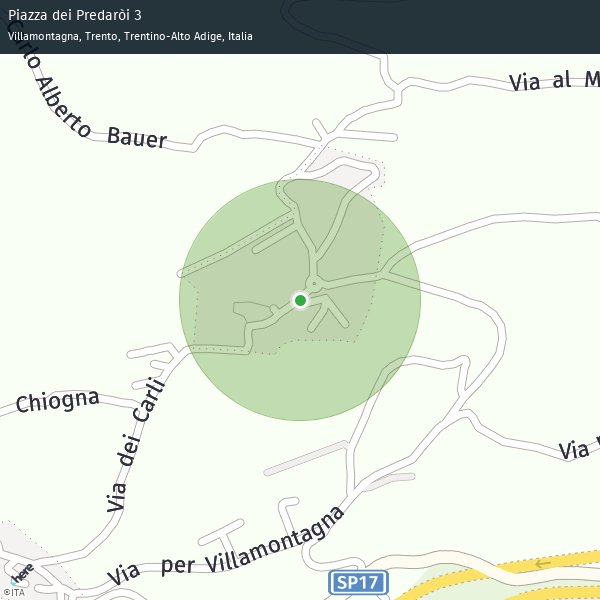 Piazza dei Predaròi 3
Villamontagna, Trento, Trentino-Alto Adige, Italia
Carlo Alberto Bauer
Via al M
Chiogna
Via dei Carli
Via
Via per Villamontagna
SP17
here
©ITA